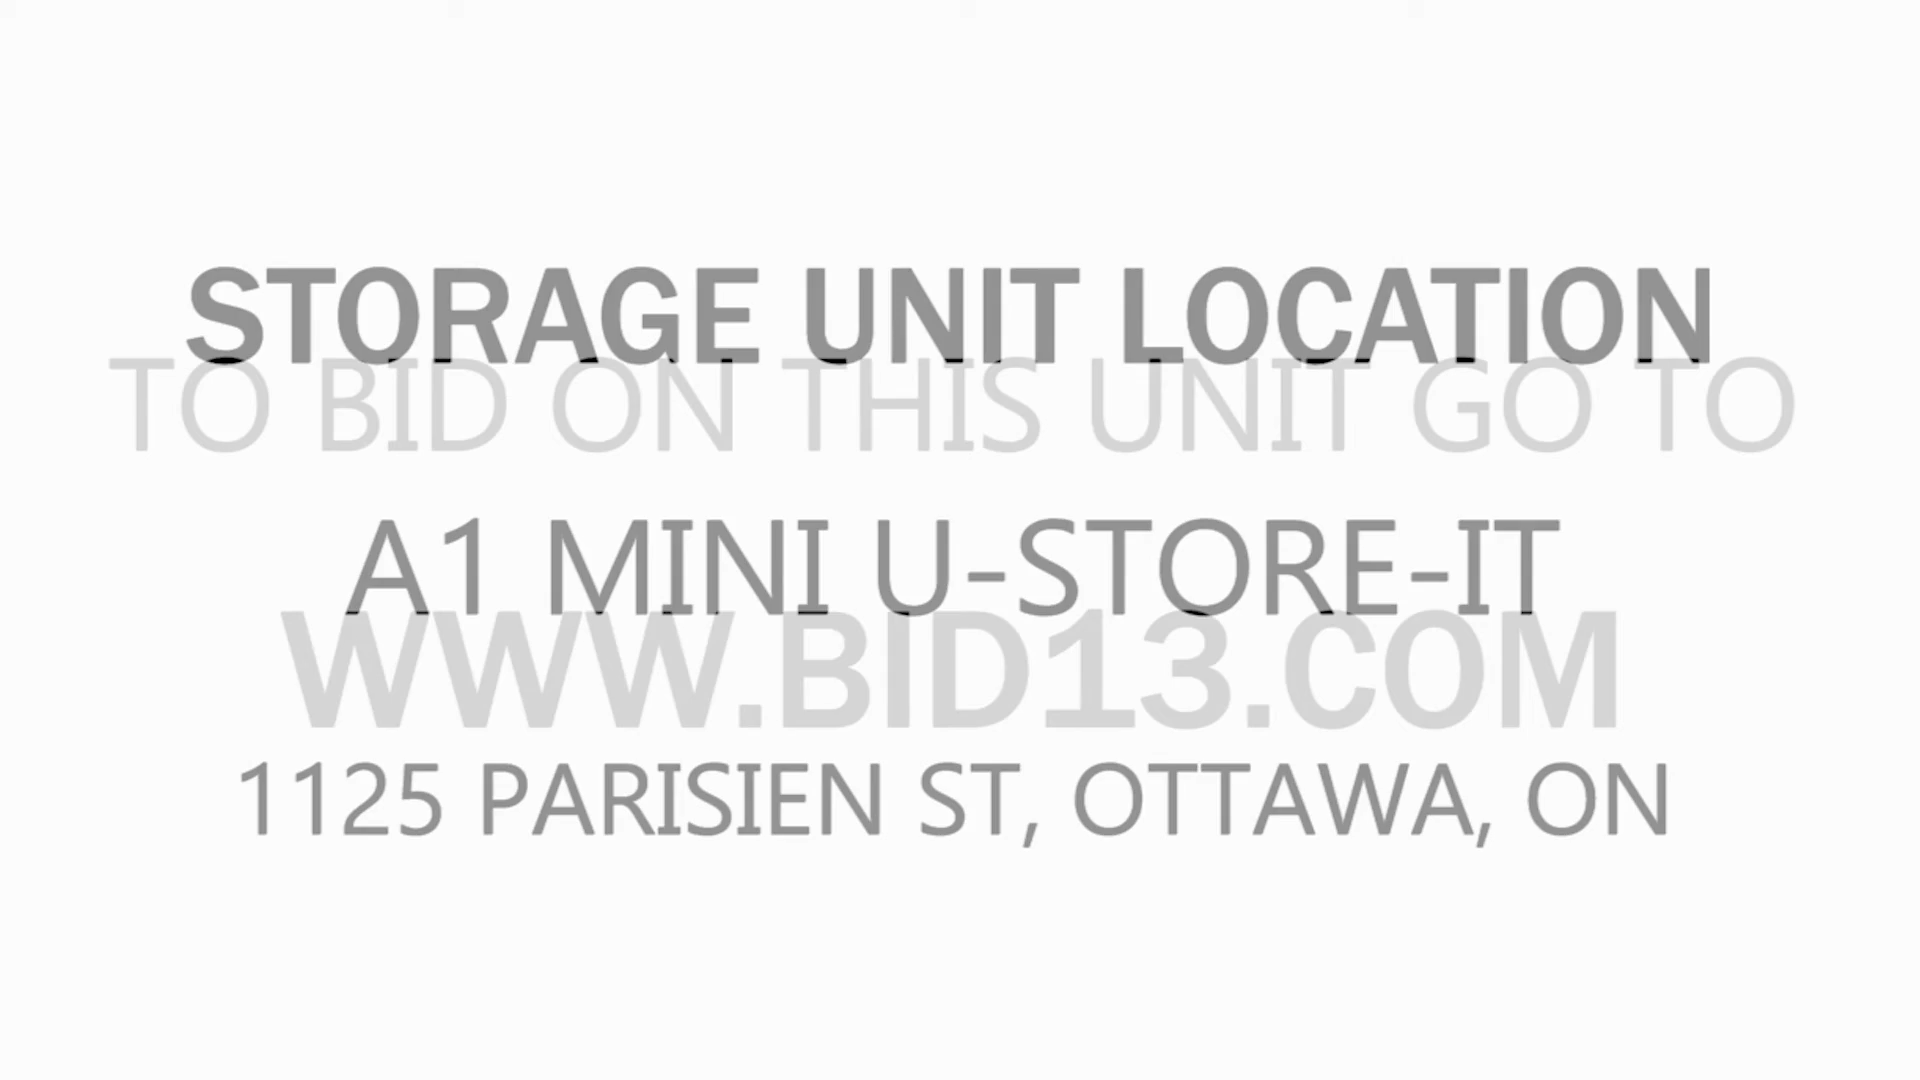 STORAGE UNIT LOCATION
TO BID ON THIS UNIT GO TO
A1 MINI U-STORE-IT
WWW.BID13.COM
1125 PARISIEN ST, OTTAWA, ON